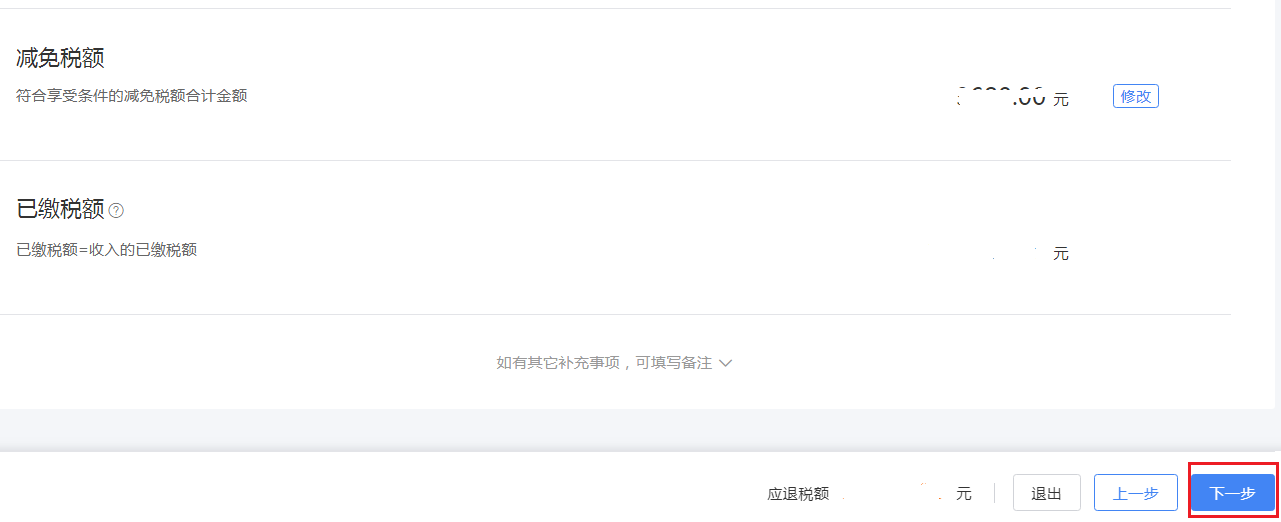 减免税额
符合享受条件的减免税额合计金额
元
修改
已缴税额
已缴税额=收入的已缴税额
元
如有其它补充事项，可填写备注
应退税额
元
退出
上一步
下一步